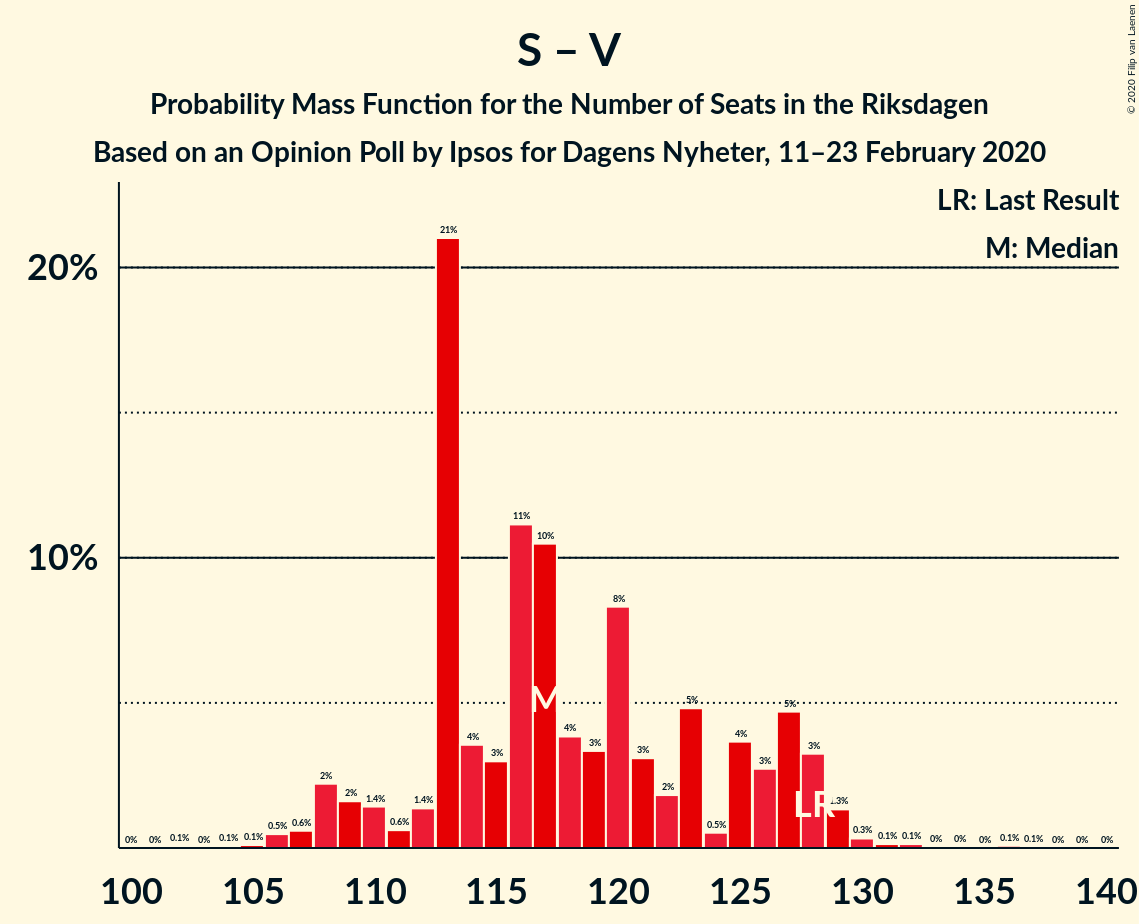 S – V
Probability Mass Function for the Number of Seats in the Riksdagen
Based on an Opinion Poll by Ipsos for Dagens Nyheter, 11–23 February 2020
© 2020 Filip van Laenen
LR: Last Result
M: Median
20%
10%
0% 0% 0.1% 0% 0.1% 0.1% 0.5% 0.6% 2% 2% 1.4% 0.6% 1.4% 21% 4% 3% 11% 10% 4% 3% 8% 3% 2% 5% 0.5% 4% 3% 5% 3% 1.3% 0.3% 0.1% 0.1% 0% 0% 0% 0.1% 0.1% 0% 0% 0%
M
LR
100 105 110 115 120 125 130 135 140